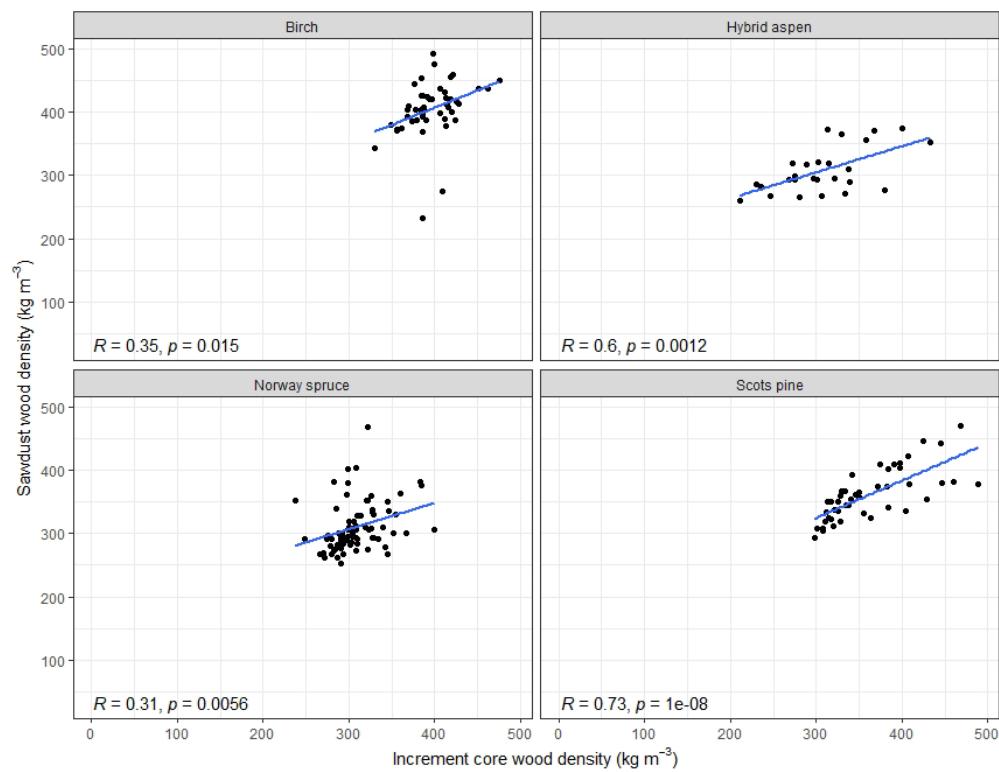 Birch
Hybrid aspen
500
400
300
200
100
R = 0.35, p = 0.015
R = 0.6, p = 0.0012
Norway spruce
Scots pine
500
400
300
200
100
R = 0.31, p = 0.0056
R = 0.73, p = 1e-08
0 100 200 300 400 500
0 100 200 300 400 500
Sawdust wood density (kg m⁻³)
Increment core wood density (kg m⁻³)